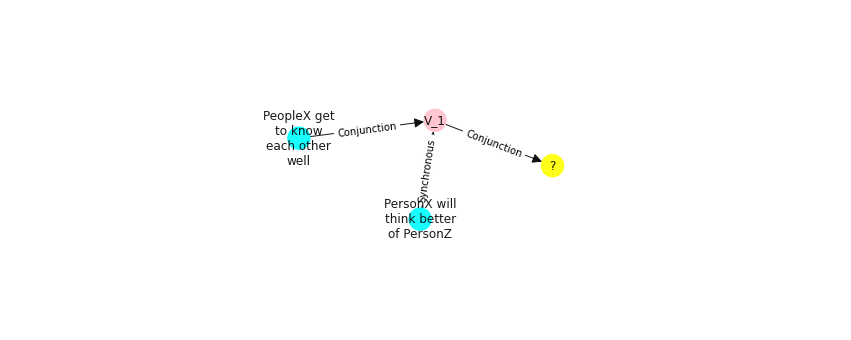 PeopleX get
to know
each other
well
Conjunction
V_1
Conjunction
?
Synchronous
PersonX will
think better
of PersonZ